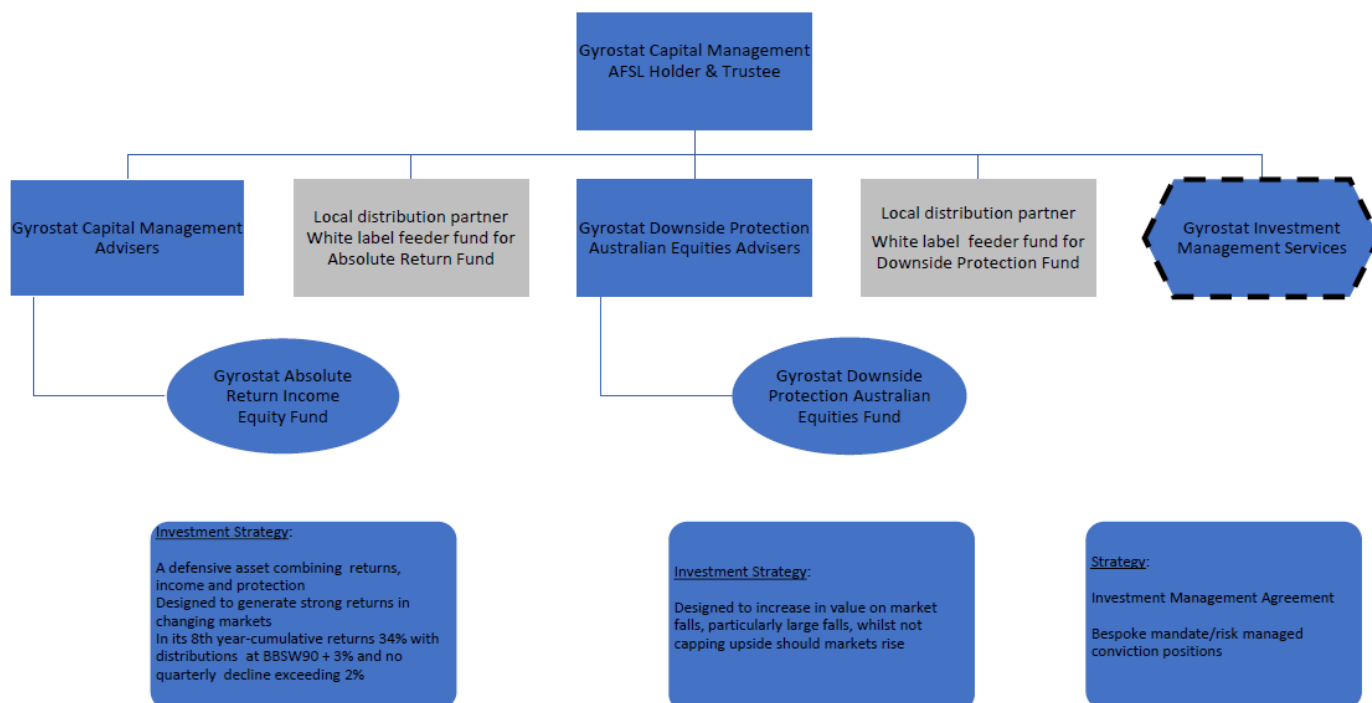 Gyrostat Capital Management
AFSL Holder & Trustee
Gyrostat Capital Management
Advisers
Local distribution partner
White label feeder fund for
Absolute Return Fund
Gyrostat Downside Protection
Australian Equities Advisers
Local distribution partner
White label feeder fund for
Downside Protection Fund
Gyrostat Investment
Management Services
Gyrostat Absolute
Return Income
Equity Fund
Gyrostat Downside
Protection Australian
Equities Fund
Investment Strategy:
A defensive asset combining returns,
income and protection
Designed to generate strong returns in
changing markets
In its 8th year-cumulative returns 34% with
distributions at BBSW90 + 3% and no
quarterly decline exceeding 2%
Investment Strategy:
Designed to increase in value on market
falls, particularly large falls, whilst not
capping upside should markets rise
Strategy:
Investment Management Agreement
Bespoke mandate/risk managed
conviction positions